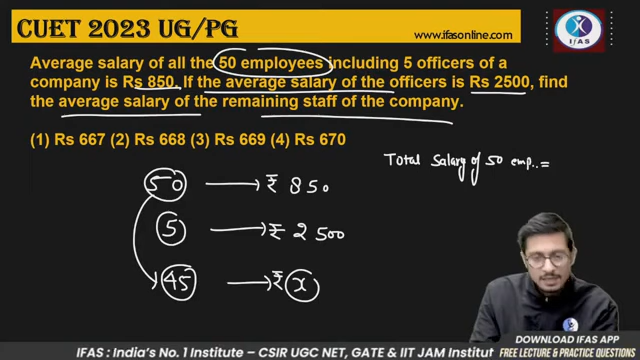 CUET 2023 UG/PG
www.ifasonline.com
IFAS
Average salary of all the 50 employees including 5 officers of a
company is Rs 850. If the average salary of the officers is Rs 2500, find
the average salary of the remaining staff of the company.
(1) Rs 667 (2) Rs 668 (3) Rs 669 (4) Rs 670
Total salary of 50 emp.. =
50 → ₹ 850
5 → ₹ 2500
45 → ₹ x
DOWNLOAD IFAS APP
IFAS : India's No. 1 Institute – CSIR UGC NET, GATE & IIT JAM Institut
FREE LECTURE & PRACTICE QUESTIONS